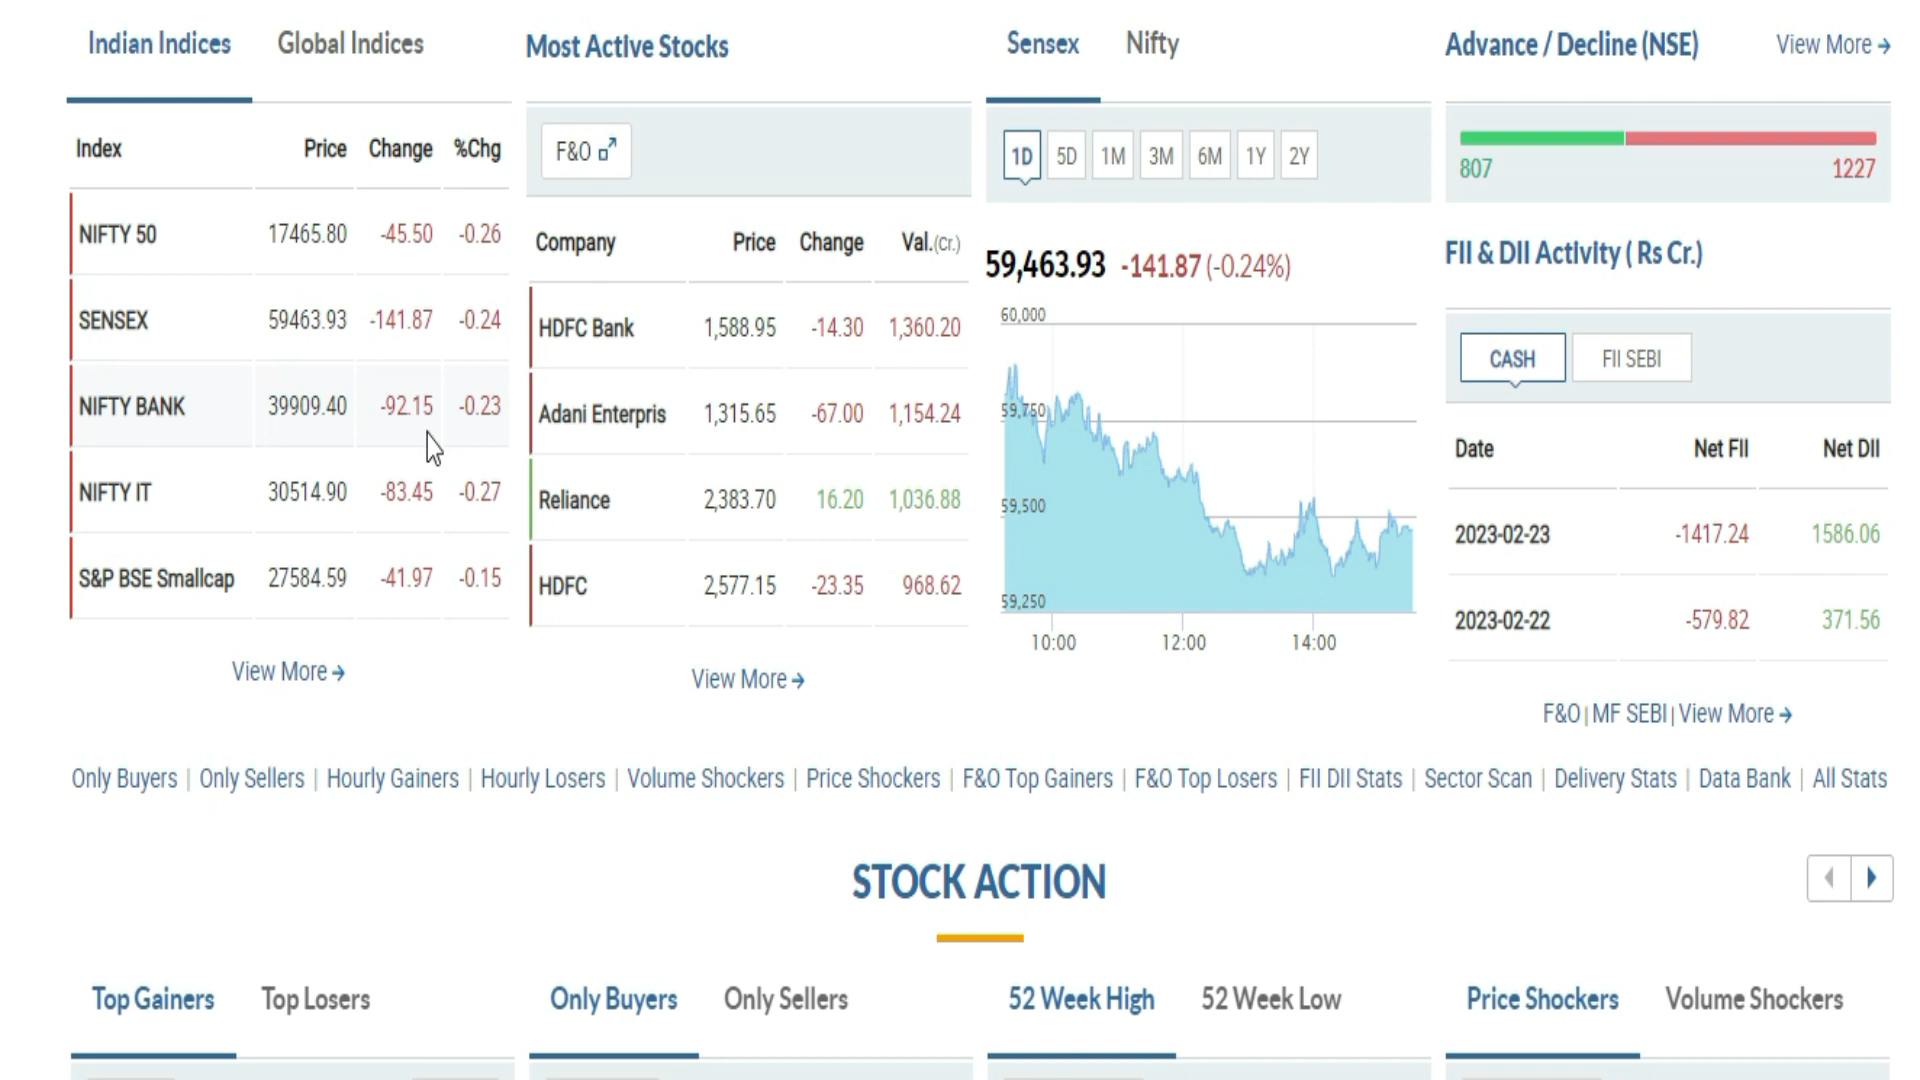 Indian Indices Global Indices
Index Price Change %Chg
NIFTY 50 17465.80 -45.50 -0.26
SENSEX 59463.93 -141.87 -0.24
NIFTY BANK 39909.40 -92.15 -0.23
NIFTY IT 30514.90 -83.45 -0.27
S&P BSE Smallcap 27584.59 -41.97 -0.15
View More →
Most Active Stocks
F&O
Company Price Change Val.(Cr.)
HDFC Bank 1,588.95 -14.30 1,360.20
Adani Enterpris 1,315.65 -67.00 1,154.24
Reliance 2,383.70 16.20 1,036.88
HDFC 2,577.15 -23.35 968.62
View More →
Sensex Nifty
1D 5D 1M 3M 6M 1Y 2Y
59,463.93 -141.87 (-0.24%)
60,000
59,750
59,500
59,250
10:00 12:00 14:00
Advance / Decline (NSE) View More →
807 1227
FII & DII Activity ( Rs Cr.)
CASH FII SEBI
Date Net FII Net DII
2023-02-23 -1417.24 1586.06
2023-02-22 -579.82 371.56
F&O | MF SEBI | View More →
Only Buyers | Only Sellers | Hourly Gainers | Hourly Losers | Volume Shockers | Price Shockers | F&O Top Gainers | F&O Top Losers | FII DII Stats | Sector Scan | Delivery Stats | Data Bank | All Stats
STOCK ACTION
Top Gainers Top Losers
Only Buyers Only Sellers
52 Week High 52 Week Low
Price Shockers Volume Shockers